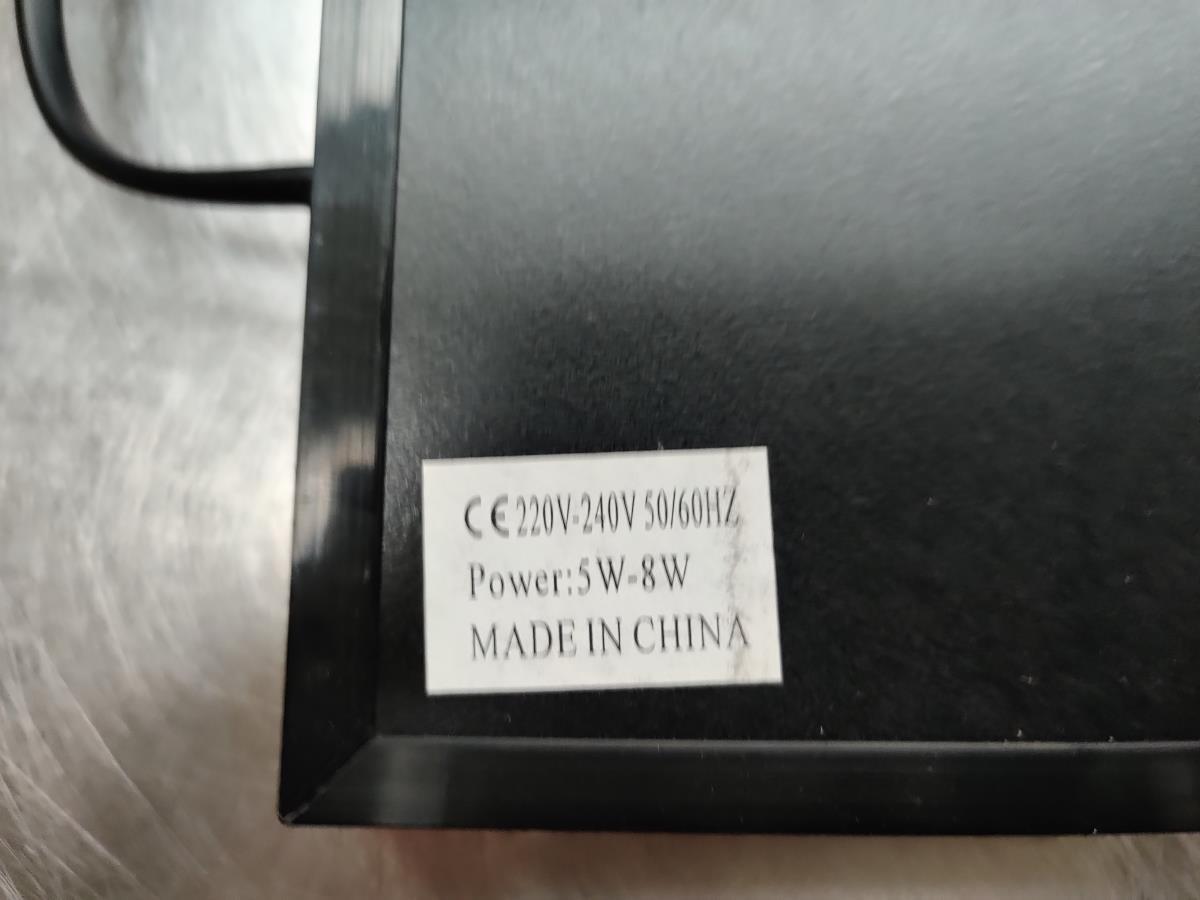 CE 220V-240V 50/60HZ
Power:5W-8W
MADE IN CHINA